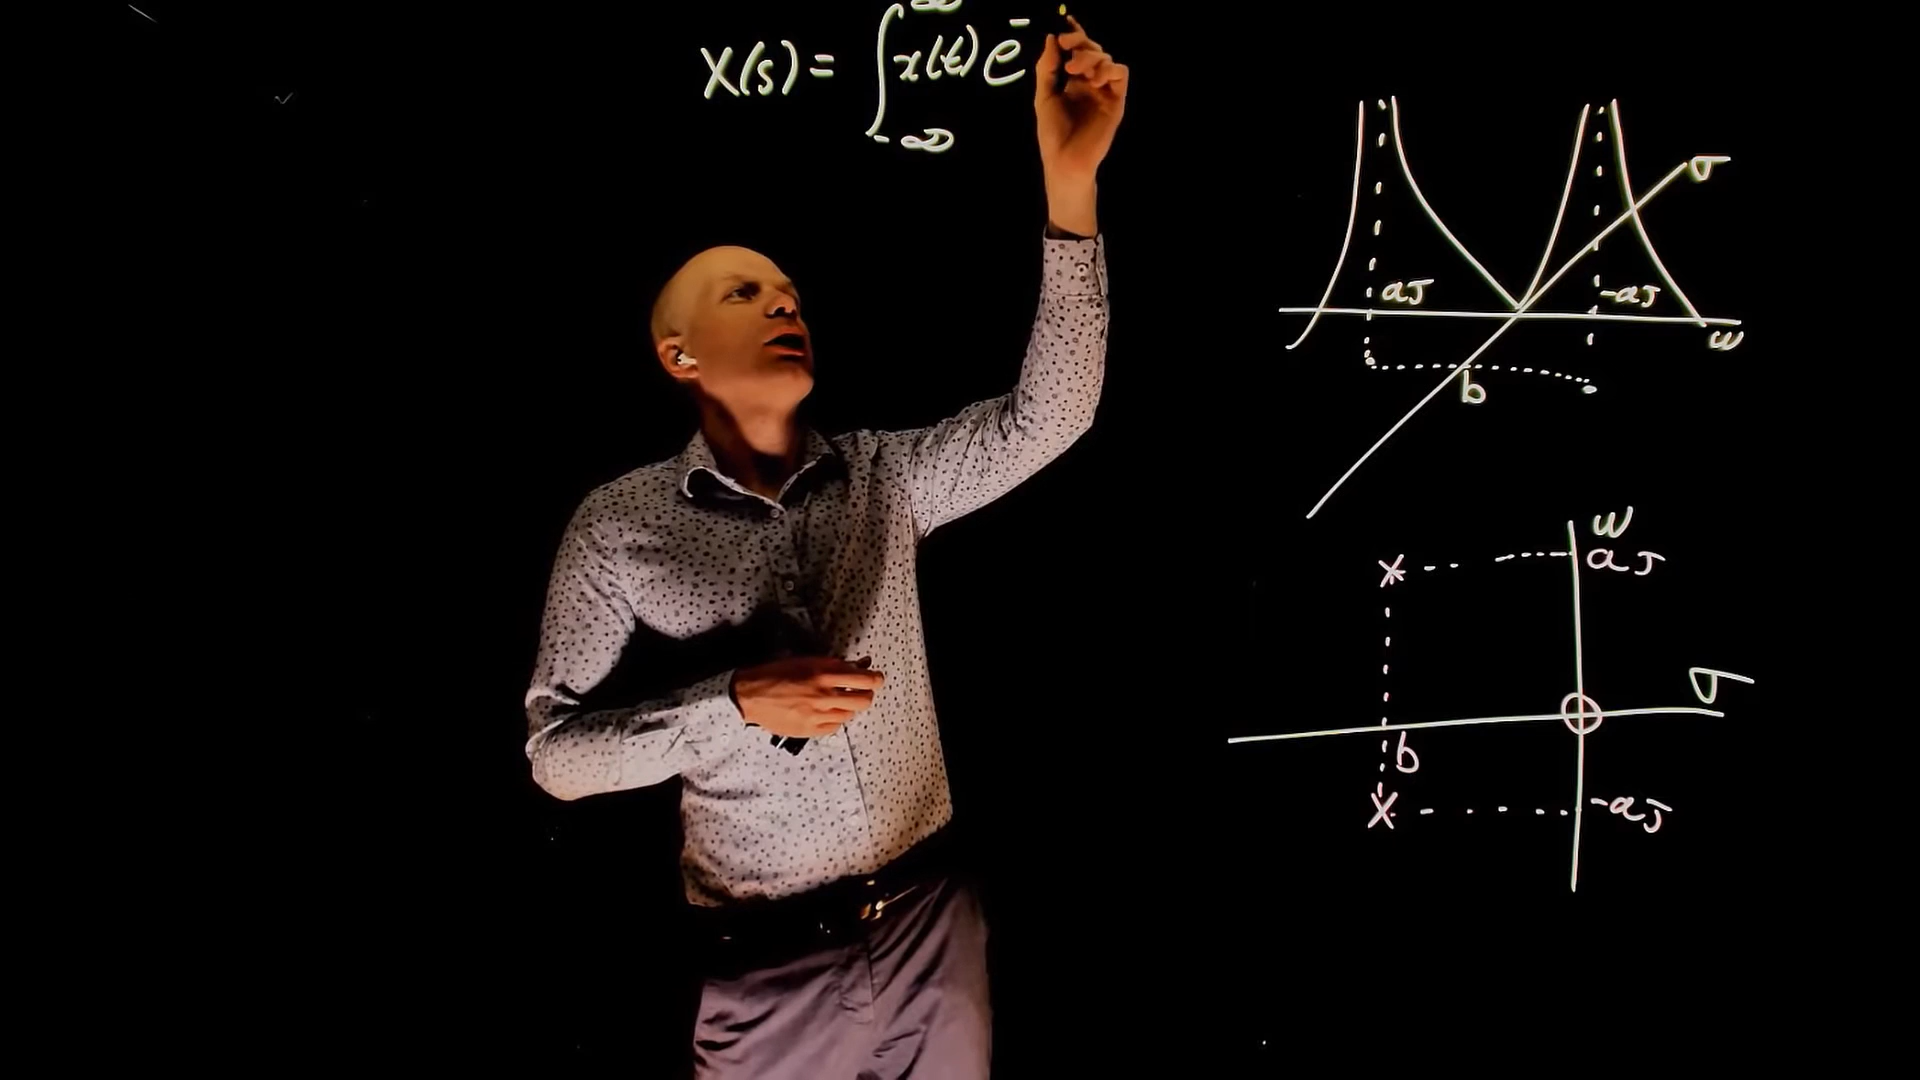 ∞
X(s) = ∫ x(t) e⁻
-∞
σ
aJ
-aJ
ω
b
ω
aJ
σ
b
-aJ